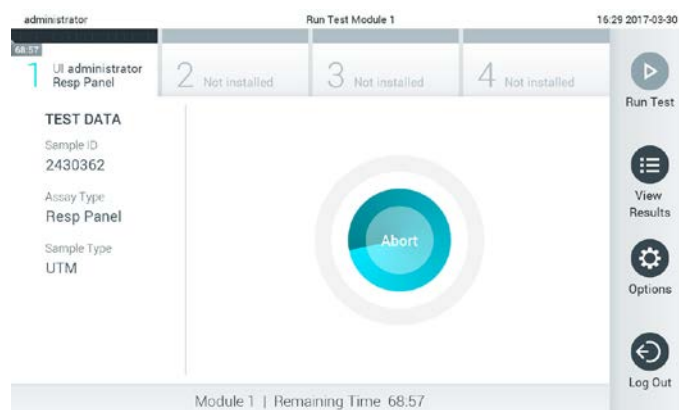 administrator
Run Test Module 1
16:29 2017-03-30
68:57
1
UI administrator
Resp Panel
2 Not installed
3 Not installed
4 Not installed
TEST DATA
Sample ID
2430362
Assay Type
Resp Panel
Sample Type
UTM
Abort
Run Test
View
Results
Options
Log Out
Module 1 | Remaining Time 68:57